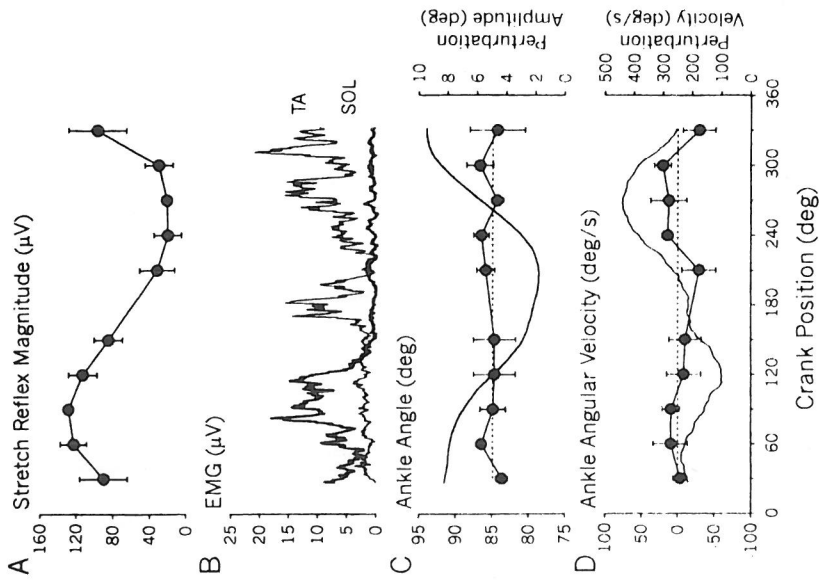 A
Stretch Reflex Magnitude (µV)
160
120
80
40
0
B
EMG (µV)
25
20
15
10
5
0
TA
SOL
C
Ankle Angle (deg)
95
90
85
80
75
10
8
6
4
2
0
Perturbation
Amplitude (deg)
D
Ankle Angular Velocity (deg/s)
100
0
-100
500
400
300
200
100
0
Perturbation
Velocity (deg/s)
0
60
120
180
240
300
360
Crank Position (deg)